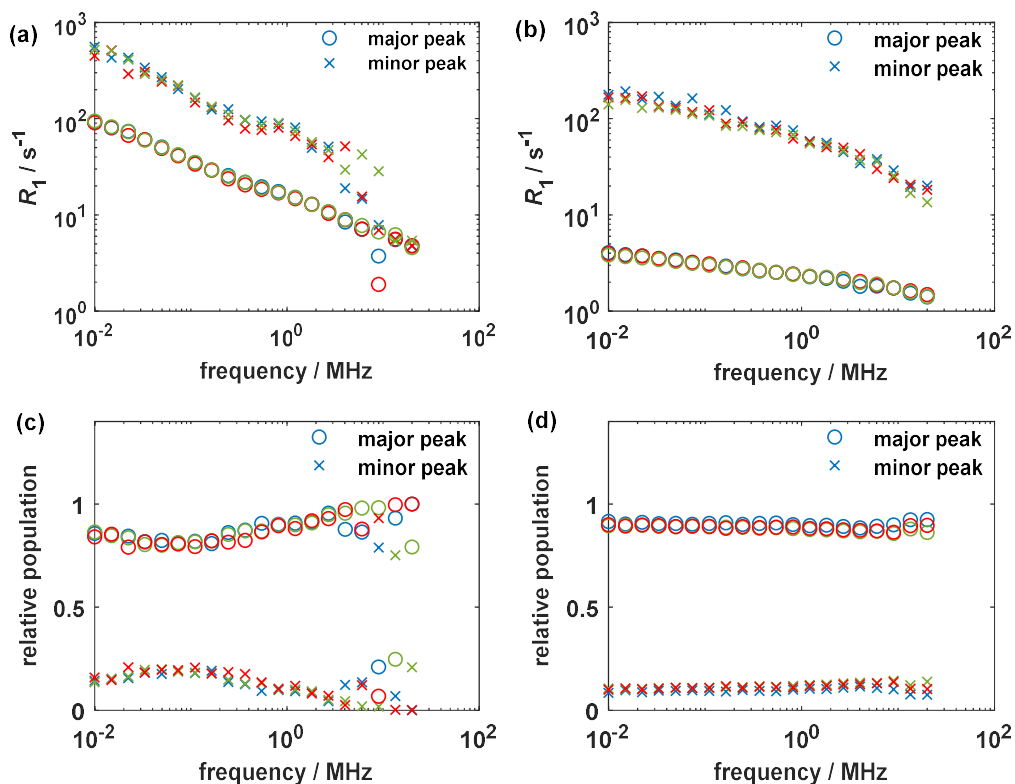 (a)
major peak
minor peak
10³
10²
10¹
10⁰
R₁ / s⁻¹
10⁻²
10⁰
10²
frequency / MHz
(b)
major peak
minor peak
10³
10²
10¹
10⁰
R₁ / s⁻¹
10⁻²
10⁰
10²
frequency / MHz
(c)
major peak
minor peak
1
0.5
0
relative population
10⁻²
10⁰
10²
frequency / MHz
(d)
major peak
minor peak
1
0.5
0
relative population
10⁻²
10⁰
10²
frequency / MHz